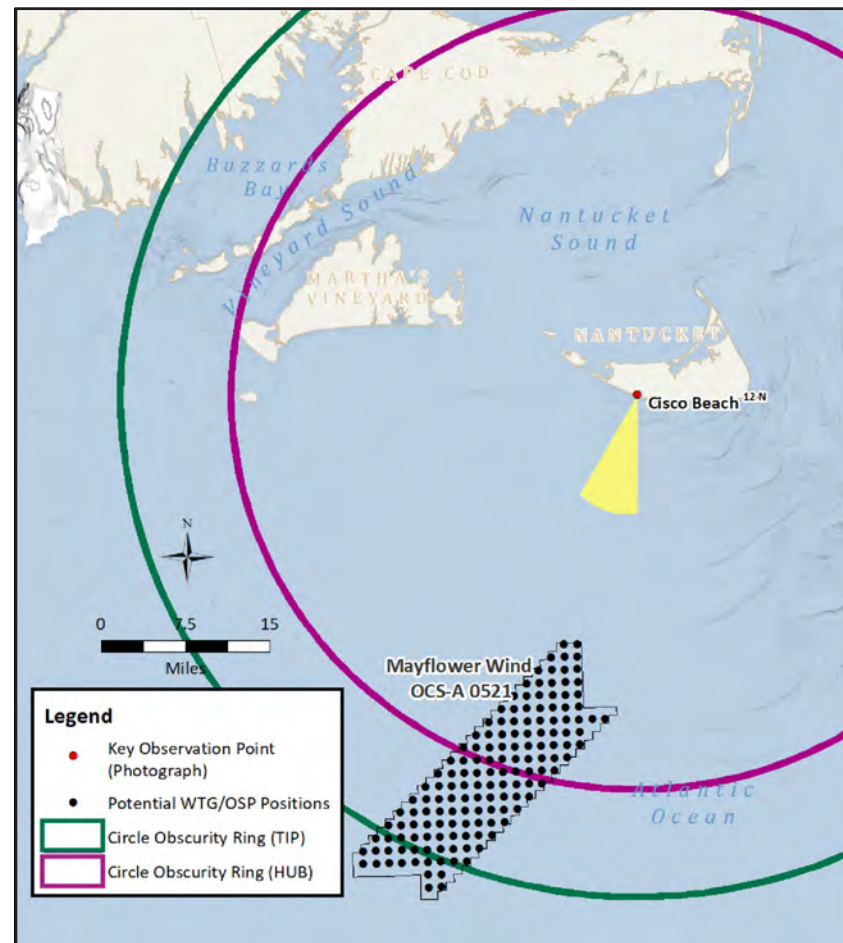 CAPE COD
Buzzards
Bay
Vineyard Sound
Nantucket
Sound
MARTHA'S
VINEYARD
NANTUCKET
Cisco Beach 12-N
N
0 7.5 15
Miles
Mayflower Wind
OCS-A 0521
Atlantic
Ocean
Legend
Key Observation Point
(Photograph)
Potential WTG/OSP Positions
Circle Obscurity Ring (TIP)
Circle Obscurity Ring (HUB)